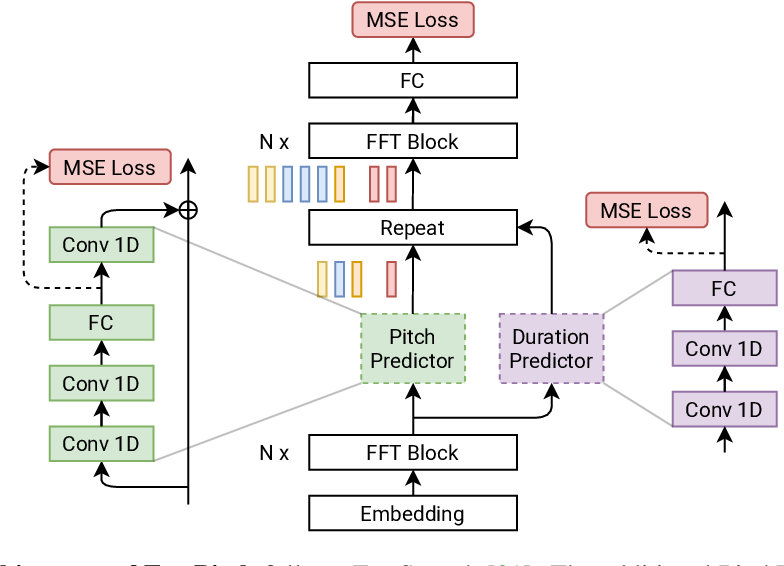 MSE Loss
FC
N x
FFT Block
MSE Loss
Conv 1D
FC
Conv 1D
Conv 1D
Repeat
MSE Loss
FC
Conv 1D
Conv 1D
Pitch
Predictor
Duration
Predictor
N x
FFT Block
Embedding